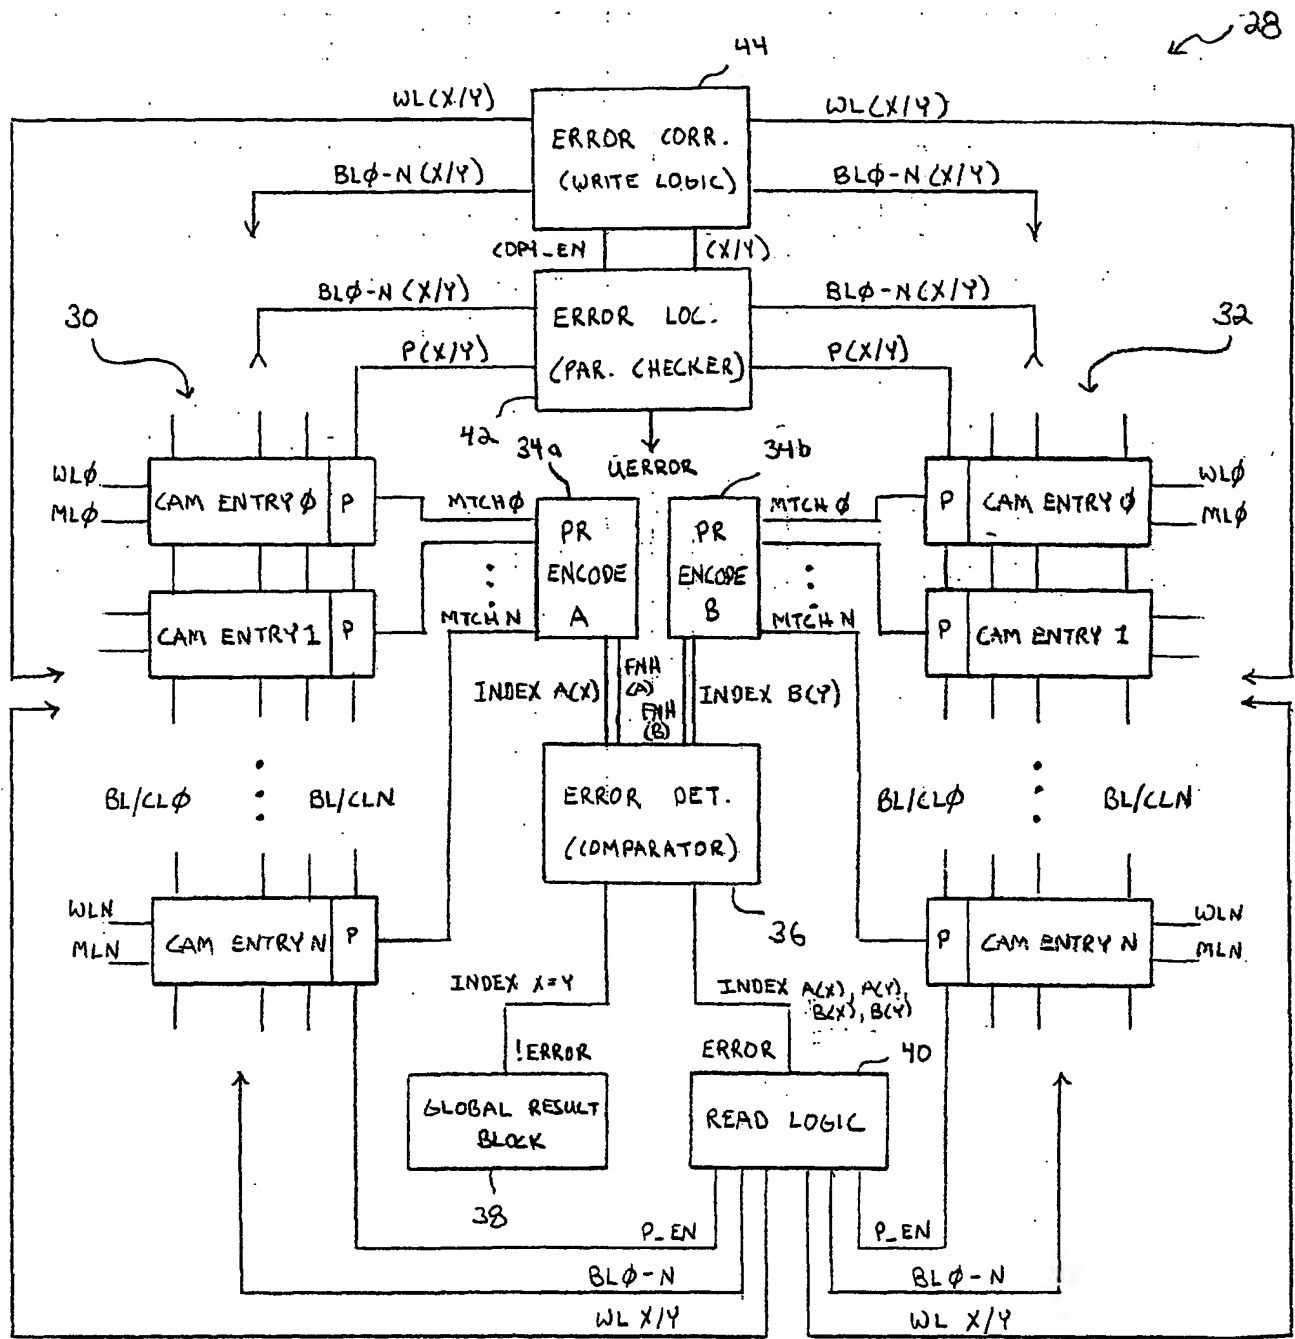 28
44
WL(X/Y)
WL(X/Y)
ERROR CORR.
(WRITE LOGIC)
BLØ-N(X/Y)
BLØ-N(X/Y)
COPY_EN
(X/Y)
BLØ-N(X/Y)
BLØ-N(X/Y)
ERROR LOC.
(PAR. CHECKER)
30
32
P(X/Y)
P(X/Y)
42
34a
34b
UERROR
WLØ
MLØ
CAM ENTRY Ø
P
MTCHØ
PR
ENCODE
A
PR
ENCODE
B
MTCHØ
P
CAM ENTRY Ø
WLØ
MLØ
CAM ENTRY 1
P
MTCHN
MTCHN
P
CAM ENTRY 1
INDEX A(X)
FNH
(A)
FNH
(B)
INDEX B(Y)
BL/CLØ
BL/CLN
ERROR DET.
(COMPARATOR)
BL/CLØ
BL/CLN
36
WLN
MLN
CAM ENTRY N
P
P
CAM ENTRY N
WLN
MLN
INDEX X=Y
INDEX A(X), A(Y),
B(X), B(Y)
!ERROR
ERROR
40
GLOBAL RESULT
BLOCK
READ LOGIC
38
P_EN
P_EN
BLØ-N
BLØ-N
WL X/Y
WL X/Y